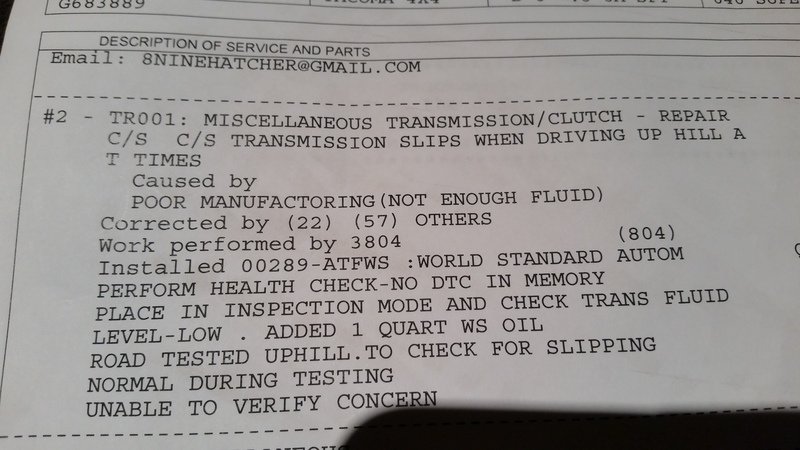 G683889 TACOMA 4X4
DESCRIPTION OF SERVICE AND PARTS
Email: 8NINEHATCHER@GMAIL.COM
#2 - TR001: MISCELLANEOUS TRANSMISSION/CLUTCH - REPAIR
C/S C/S TRANSMISSION SLIPS WHEN DRIVING UP HILL A
T TIMES
Caused by
POOR MANUFACTORING(NOT ENOUGH FLUID)
Corrected by (22) (57) OTHERS
Work performed by 3804 (804)
Installed 00289-ATFWS :WORLD STANDARD AUTOM
PERFORM HEALTH CHECK-NO DTC IN MEMORY
PLACE IN INSPECTION MODE AND CHECK TRANS FLUID
LEVEL-LOW . ADDED 1 QUART WS OIL
ROAD TESTED UPHILL.TO CHECK FOR SLIPPING
NORMAL DURING TESTING
UNABLE TO VERIFY CONCERN